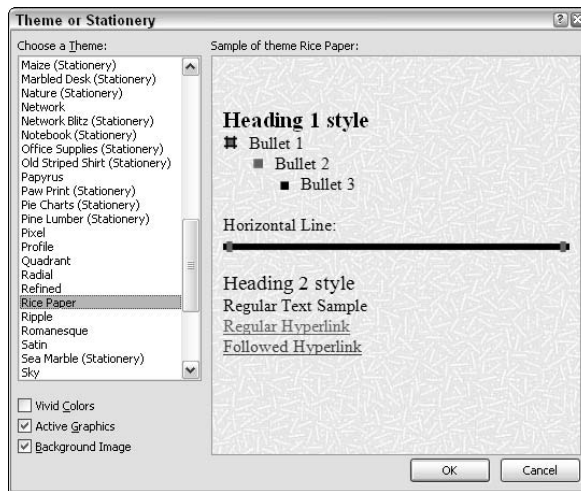 Theme or Stationery
Choose a Theme:
Maize (Stationery)
Marbled Desk (Stationery)
Nature (Stationery)
Network
Network Blitz (Stationery)
Notebook (Stationery)
Office Supplies (Stationery)
Old Striped Shirt (Stationery)
Papyrus
Paw Print (Stationery)
Pie Charts (Stationery)
Pine Lumber (Stationery)
Pixel
Profile
Quadrant
Radial
Refined
Rice Paper
Ripple
Romanesque
Satin
Sea Marble (Stationery)
Sky
Vivid Colors
Active Graphics
Background Image
Sample of theme Rice Paper:
Heading 1 style
Bullet 1
Bullet 2
Bullet 3
Horizontal Line:
Heading 2 style
Regular Text Sample
Regular Hyperlink
Followed Hyperlink
OK
Cancel